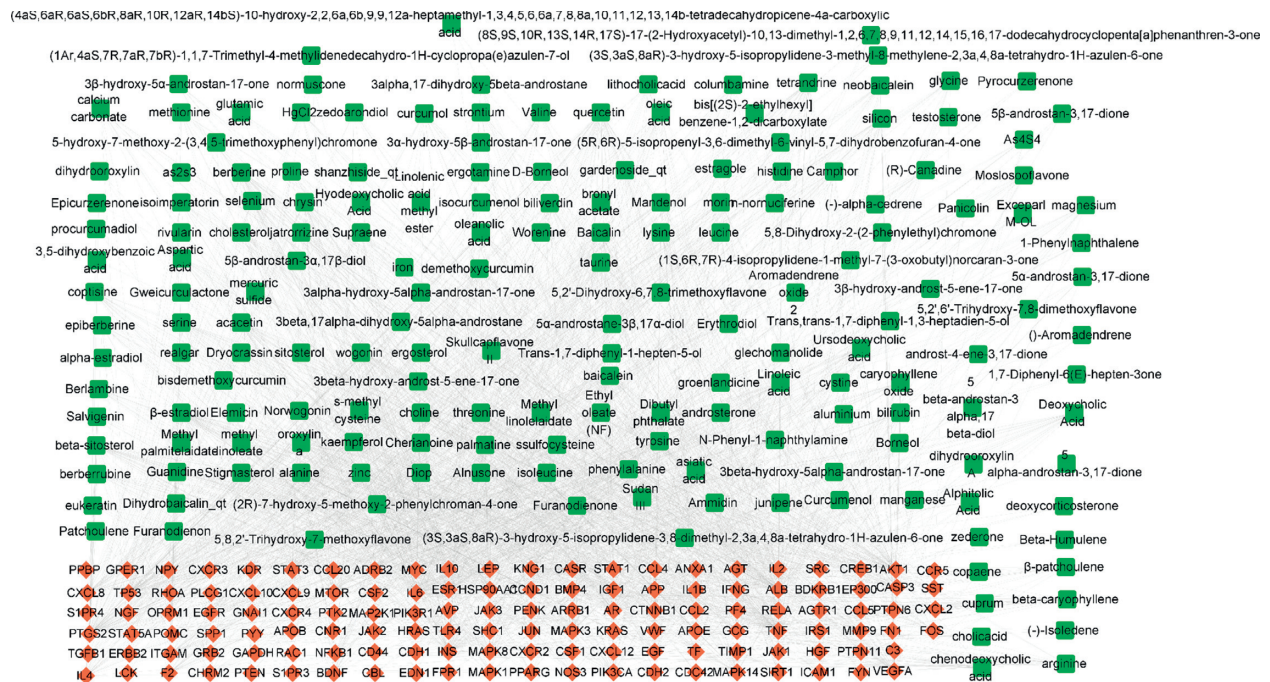 (4aS,6aR,6aS,6bR,8aR,10R,12aR,14bS)-10-hydroxy-2,2,6a,6b,9,9,12a-heptamethyl-1,3,4,5,6,6a,7,8,8a,10,11,12,13,14b-tetradecahydropicene-4a-carboxylic acid
(8S,9S,10R,13S,14R,17S)-17-(2-Hydroxyacetyl)-10,13-dimethyl-1,2,6,7,8,9,11,12,14,15,16,17-dodecahydrocyclopenta[a]phenanthren-3-one
(1Ar,4aS,7R,7aR,7bR)-1,1,7-Trimethyl-4-methylidenedecahydro-1H-cyclopropa(e)azulen-7-ol (3S,3aS,8aR)-3-hydroxy-5-isopropylidene-3-methyl-8-methylene-2,3a,4,8a-tetrahydro-1H-azulen-6-one
3β-hydroxy-5α-androstan-17-one normuscone 3alpha,17-dihydroxy-5beta-androstane lithocholicacid columbamine tetrandrine neobaicalein glycine Pyrocurzerenone
calcium carbonate methionine glutamic acid HgCl2 zedoarondiol curcumol strontium Valine quercetin oleic acid bis[(2S)-2-ethylhexyl] benzene-1,2-dicarboxylate silicon testosterone 5β-androstan-3,17-dione
5-hydroxy-7-methoxy-2-(3,4,5-trimethoxyphenyl)chromone 3α-hydroxy-5β-androstan-17-one (5R,6R)-5-isopropenyl-3,6-dimethyl-6-vinyl-5,7-dihydrobenzofuran-4-one As4S4
dihydrooroxylin as2s3 berberine proline shanzhiside_qt Linolenic acid methyl ester ergotamine D-Borneol gardenoside_qt estragole histidine Camphor (R)-Canadine Moslosooflavone
Epicurzerenone isoimperatorin selenium chrysin Hyodeoxycholic Acid isocurcumenol biliverdin bronyl acetate Mandenol morin n-nornuciferine (-)-alpha-cedrene Panicolin Exceparl M-OL magnesium
procurcumadiol rivularin cholesterol jatrorrizine Supraene oleanolic acid Worenine Baicalin lysine leucine 5,8-Dihydroxy-2-(2-phenylethyl)chromone 1-Phenylnaphthalene
3,5-dihydroxybenzoic acid Aspartic acid 5β-androstan-3α,17β-diol iron demethoxycurcumin taurine (1S,6R,7R)-4-isopropylidene-1-methyl-7-(3-oxobutyl)norcaran-3-one 5α-androstan-3,17-dione
coptisine Gweicurculactone mercuric sulfide 3alpha-hydroxy-5alpha-androstan-17-one 5,2'-Dihydroxy-6,7,8-trimethoxyflavone Aromadendrene oxide 2 3β-hydroxy-androst-5-ene-17-one 5,2',6'-Trihydroxy-7,8-dimethoxyflavone
epiberberine serine acacetin 3beta,17alpha-dihydroxy-5alpha-androstane 5α-androstane-3β,17α-diol Erythrodiol Trans,trans-1,7-diphenyl-1,3-heptadien-5-ol ()-Aromadendrene
alpha-estradiol realgar Dryocrassin sitosterol wogonin ergosterol Skullcapflavone II Trans-1,7-diphenyl-1-hepten-5-ol glechomanolide Ursodeoxycholic acid androst-4-ene-3,17-dione
Berlambine bisdemethoxycurcumin 3beta-hydroxy-androst-5-ene-17-one baicalein groenlandicine Linoleic acid cystine caryophyllene oxide 5 beta-androstan-3 alpha,17 beta-diol 1,7-Diphenyl-6(E)-hepten-3one
Salvigenin β-estradiol Elemicin Norwogonin s-methyl cysteine choline threonine Methyl linolelaidate Ethyl oleate (NF) Dibutyl phthalate androsterone aluminium bilirubin Deoxycholic Acid
beta-sitosterol Methyl palmitelaidate methyl linoleate oroxylin a kaempferol Cherianoine palmatine ssulfocysteine tyrosine N-Phenyl-1-naphthylamine Borneol
berberrubine Guanidine Stigmasterol alanine zinc Diop Alnusone isoleucine phenylalanine asiatic acid 3beta-hydroxy-5alpha-androstan-17-one dihydrooroxylin A 5 alpha-androstan-3,17-dione
eukeratin Dihydrobaicalin_qt (2R)-7-hydroxy-5-methoxy-2-phenylchroman-4-one Furanodienone Sudan III Ammidin junipene Curcumenol manganese Alphitolic Acid deoxycorticosterone
Patchoulene Furanodienon 5,8,2'-Trihydroxy-7-methoxyflavone (3S,3aS,8aR)-3-hydroxy-5-isopropylidene-3,8-dimethyl-2,3a,4,8a-tetrahydro-1H-azulen-6-one zederone Beta-Humulene
PPBP GPER1 NPY CXCR3 KDR STAT3 CCL20 ADRB2 MYC IL10 LEP KNG1 CASR STAT1 CCL4 ANXA1 AGT IL2 SRC CREB1 AKT1 CCR5 copaene β-patchoulene
CXCL8 TP53 RHOA PLCG1 CXCL10 CXCL9 MTOR CSF2 IL6 ESR1 HSP90AA1 CCND1 BMP4 IGF1 APP IL1B IFNG ALB BDKRB1 EP300 CASP3 SST
S1PR4 NGF OPRM1 EGFR GNAI1 CXCR4 PTK2 MAP2K1 PIK3R1 AVP JAK3 PENK ARRB1 AR CTNNB1 CCL2 PF4 RELA AGTR1 CCL5 PTPN6 CXCL2 cuprum beta-caryophyllene
PTGS2 STAT5A POMC SPP1 PYY APOB CNR1 JAK2 HRAS TLR4 SHC1 JUN MAPK3 KRAS VWF APOE GCG TNF IRS1 MMP9 FN1 FOS cholicacid (-)-Isoledene
TGFB1 ERBB2 ITGAM GRB2 GAPDH RAC1 NFKB1 CD44 CDH1 INS MAPK8 CXCR2 CSF1 CXCL12 EGF TF TIMP1 JAK1 HGF PTPN11 C3
IL4 LCK F2 CHRM2 PTEN S1PR3 BDNF GBL EDN1 FPR1 MAPK1 PPARG NOS3 PIK3CA CDH2 CDC42 MAPK14 SIRT1 ICAM1 FYN VEGFA chenodeoxycholic acid arginine